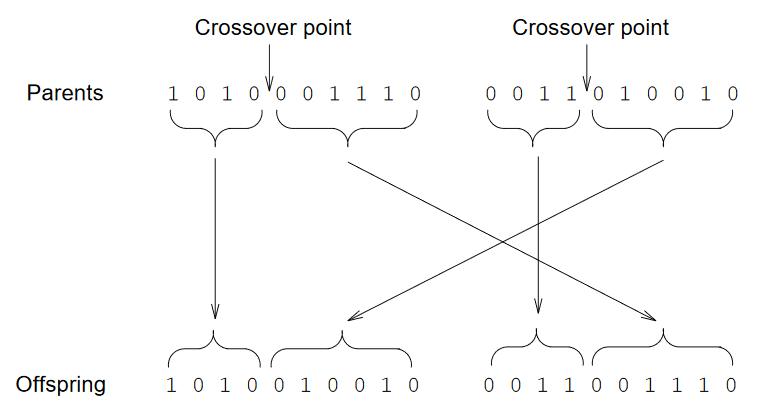 Crossover point Crossover point
Parents 1 0 1 0 0 0 1 1 1 0 0 0 1 1 0 1 0 0 1 0
Offspring 1 0 1 0 0 1 0 0 1 0 0 0 1 1 0 0 1 1 1 0